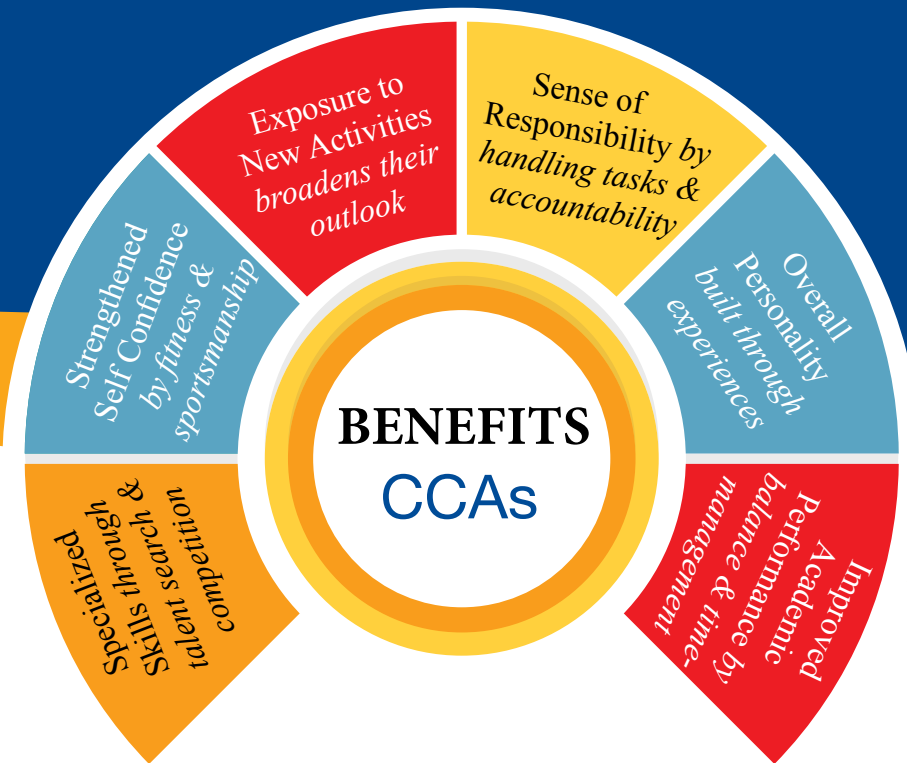 Specialized
Skills through
talent search &
competition
Strengthened
Self Confidence
by fitness &
sportsmanship
Exposure to
New Activities
broadens their
outlook
Sense of
Responsibility by
handling tasks &
accountability
Overall
Personality
built through
experiences
Improved
Academic
Performance by
balance & time-
management
BENEFITS
CCAs